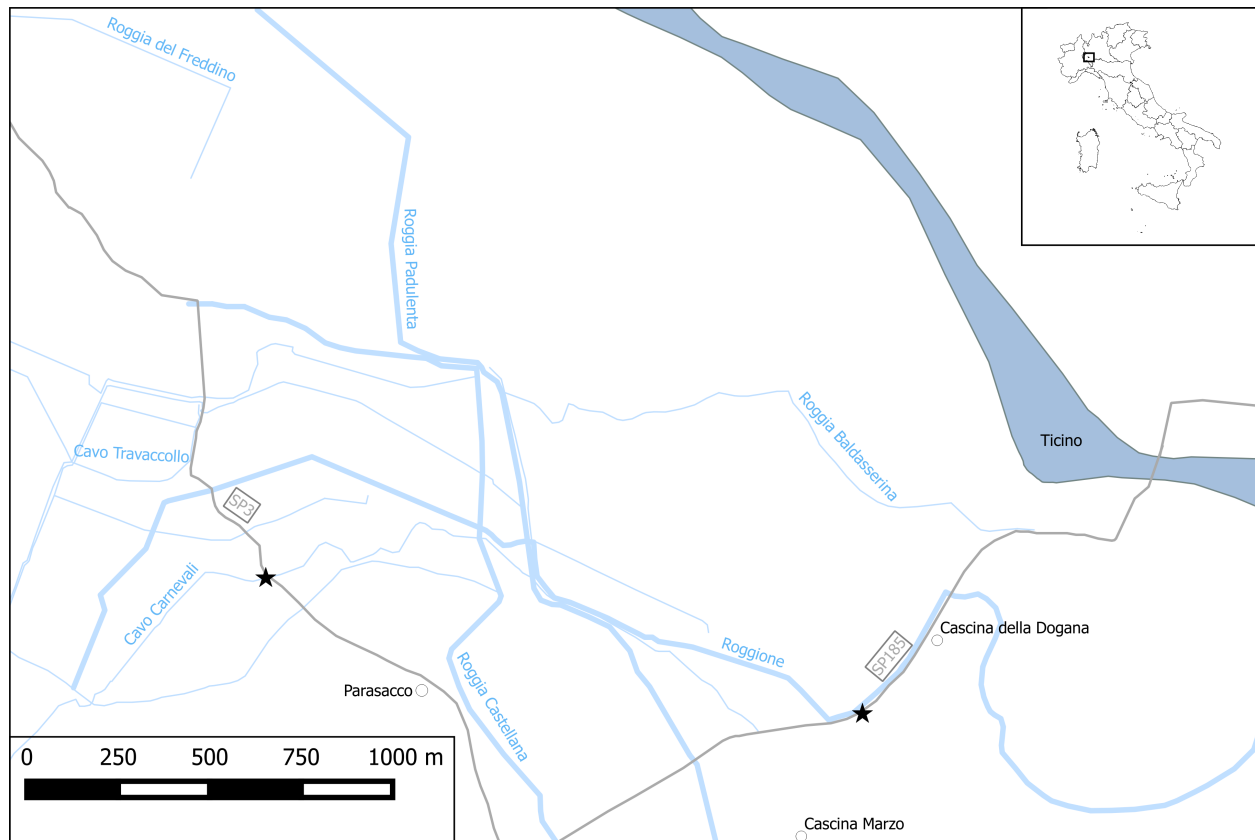 Roggia del Freddino
Roggia Padulenta
Roggia Baldasserina
Ticino
Cavo Travaccollo
SP3
Cavo Carnevali
Cascina della Dogana
SP185
Roggione
Roggia Castellana
Parasacco
0 250 500 750 1000 m
Cascina Marzo